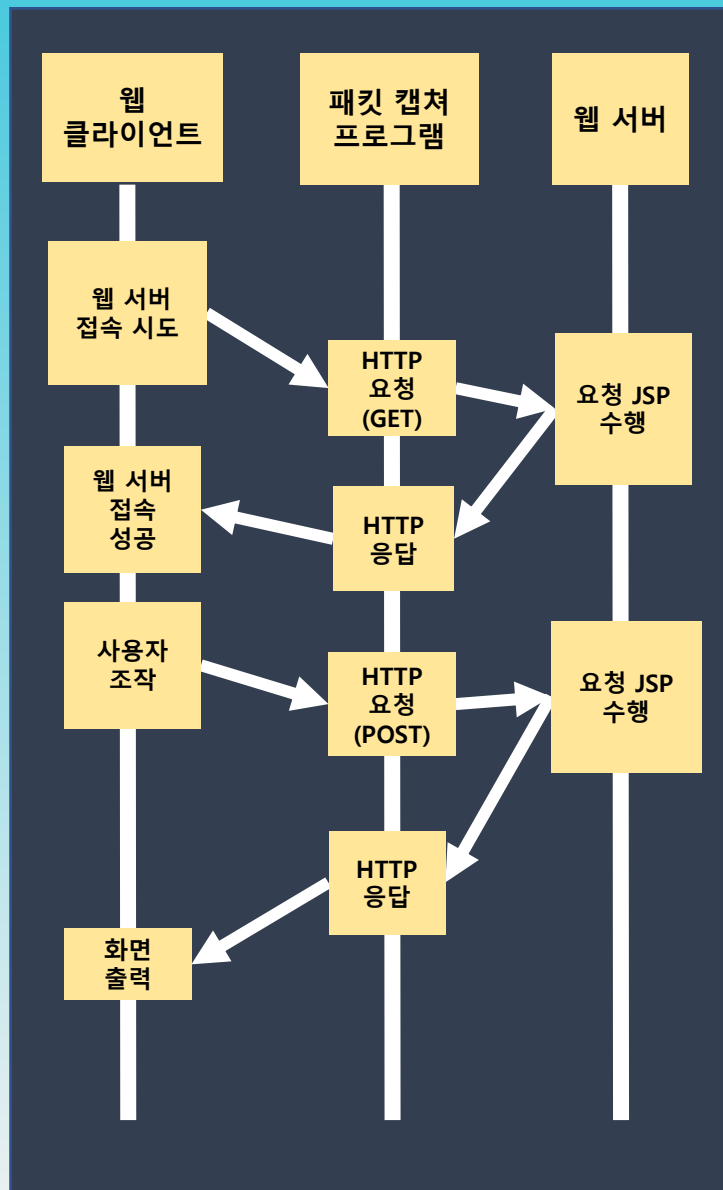 웹
클라이언트
패킷 캡쳐
프로그램
웹 서버
웹 서버
접속 시도
HTTP
요청
(GET)
요청 JSP
수행
웹 서버
접속
성공
HTTP
응답
사용자
조작
HTTP
요청
(POST)
요청 JSP
수행
HTTP
응답
화면
출력